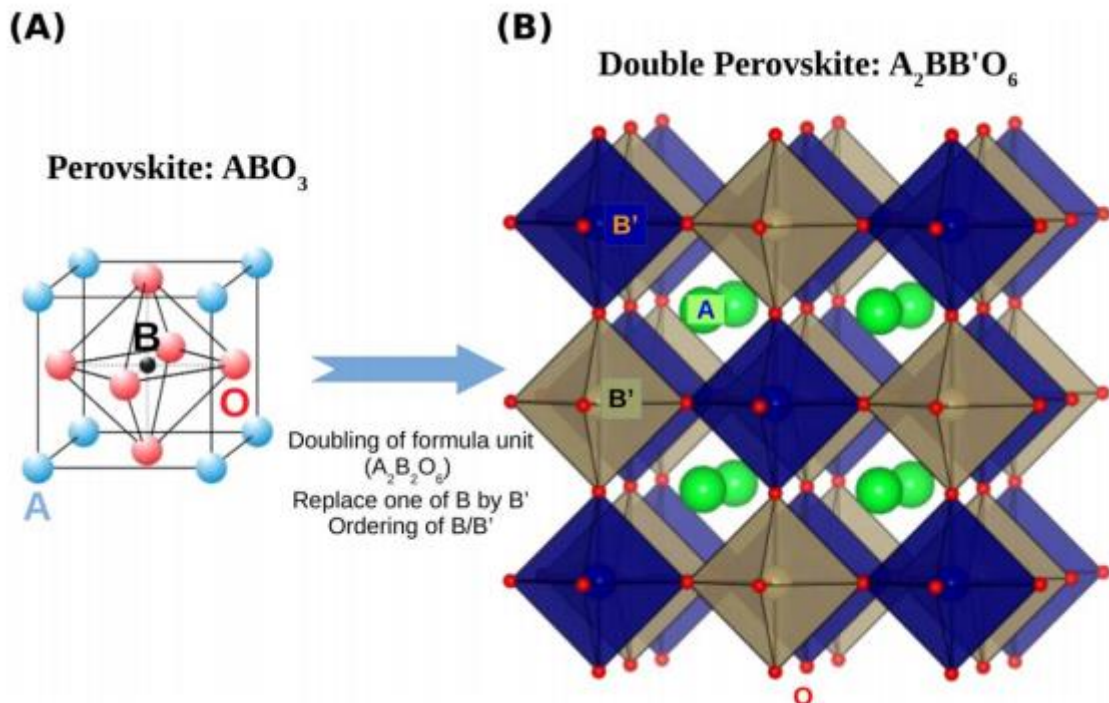 (A)
Perovskite: ABO₃
B
O
A
Doubling of formula unit
(A₂B₂O₆)
Replace one of B by B’
Ordering of B/B’
(B)
Double Perovskite: A₂BB'O₆
B’
A
B’
O